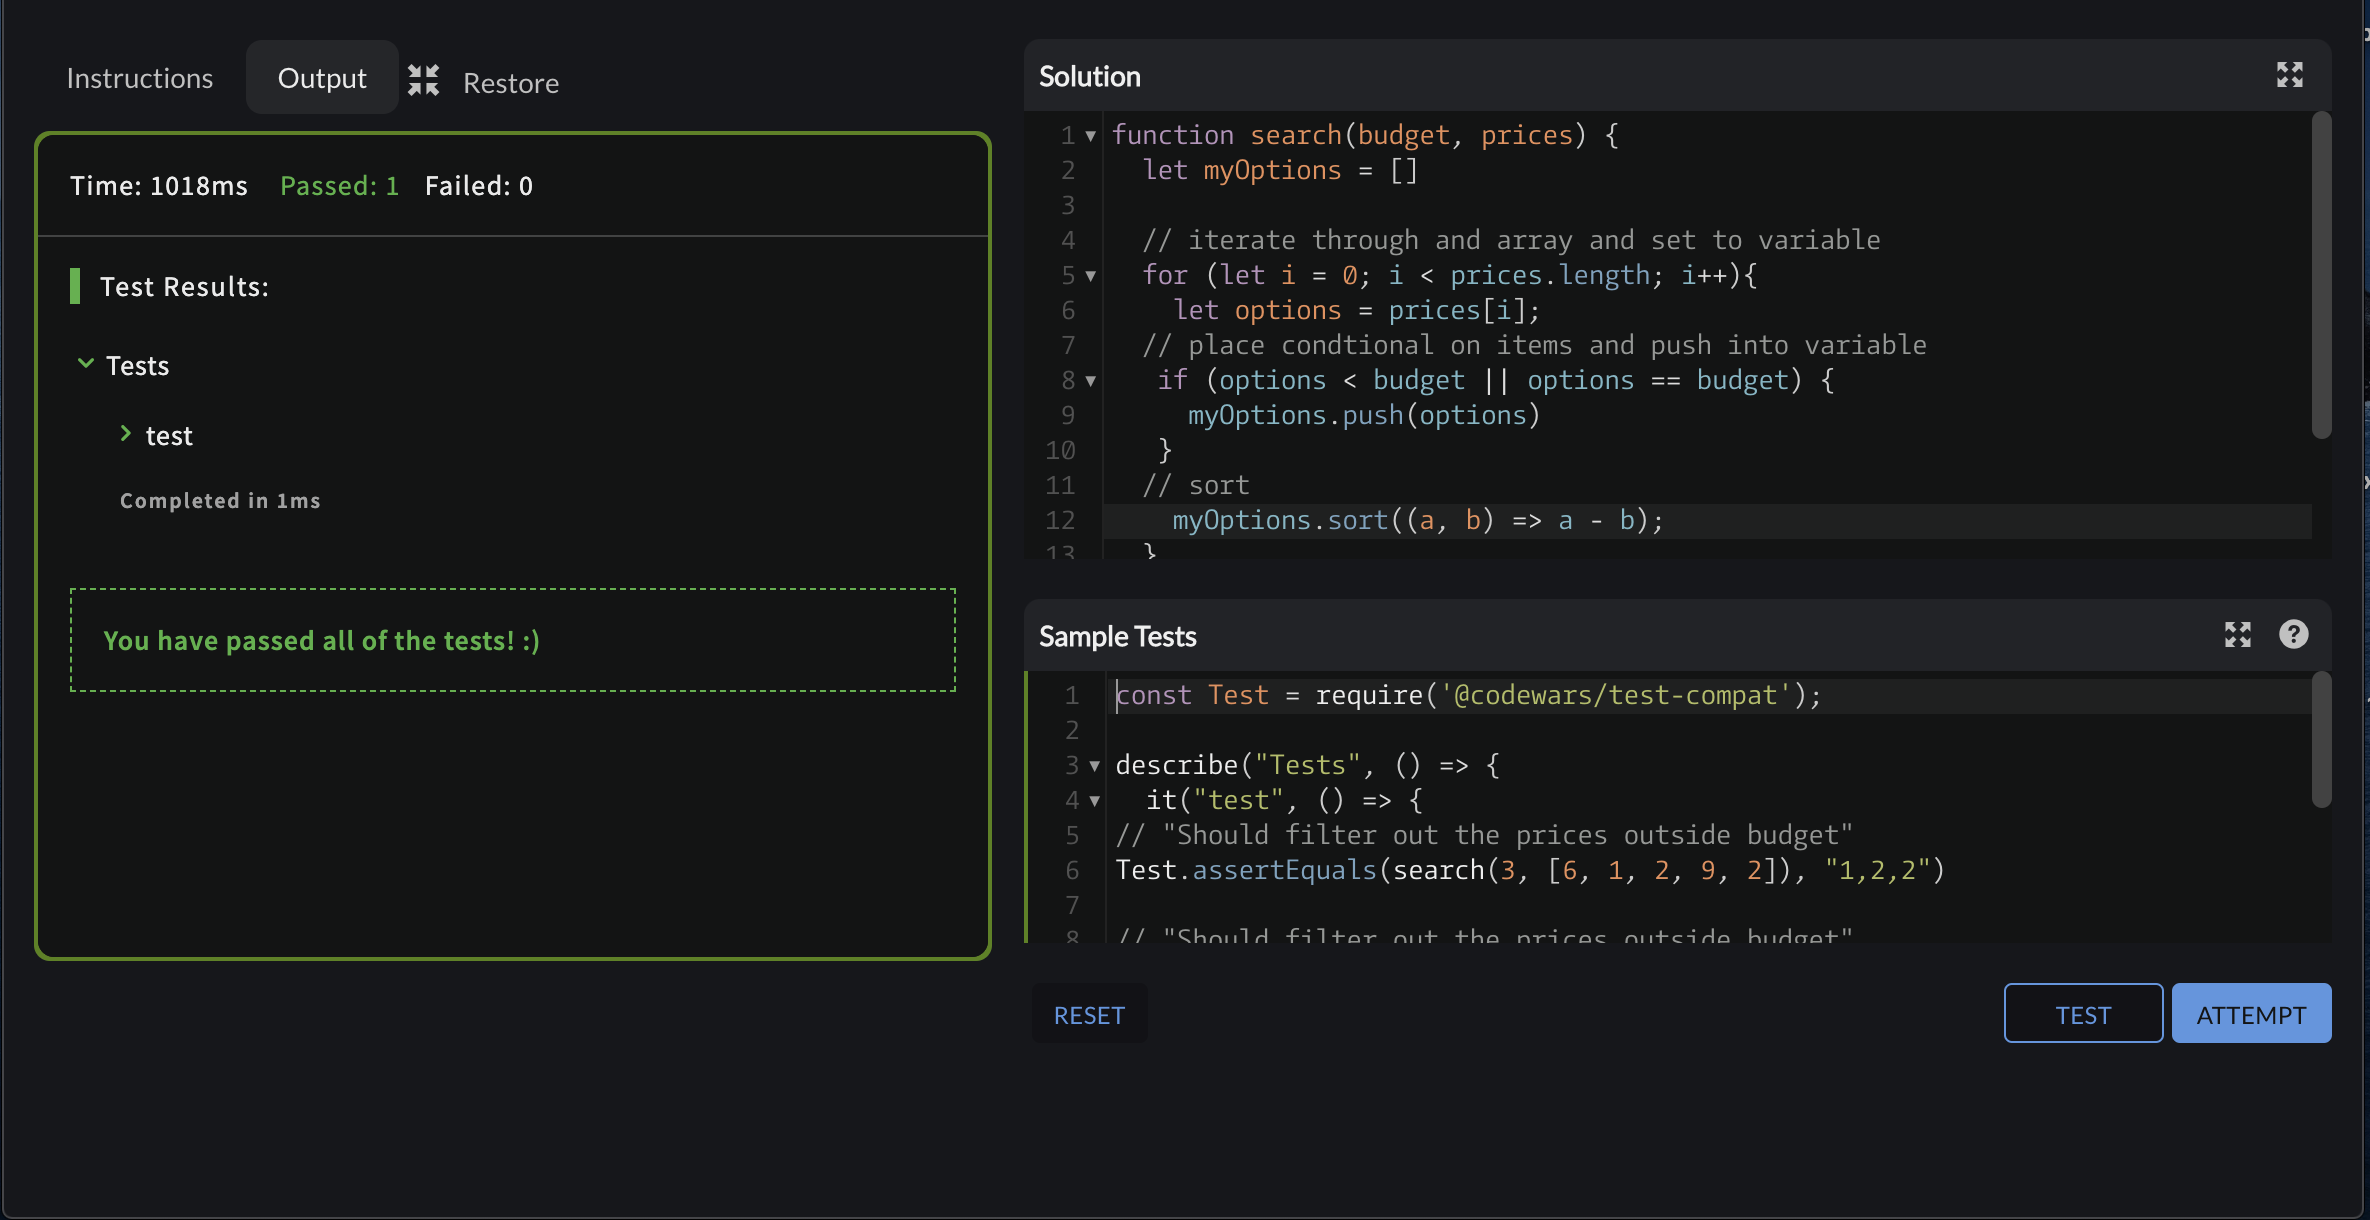 Instructions
Output
Restore
Time: 1018ms Passed: 1 Failed: 0
Test Results:
Tests
test
Completed in 1ms
You have passed all of the tests! :)
Solution
1 function search(budget, prices) {
2 let myOptions = []
3
4 // iterate through and array and set to variable
5 for (let i = 0; i < prices.length; i++){
6 let options = prices[i];
7 // place condtional on items and push into variable
8 if (options < budget || options == budget) {
9 myOptions.push(options)
10 }
11 // sort
12 myOptions.sort((a, b) => a - b);
13 }
Sample Tests
1 const Test = require('@codewars/test-compat');
2
3 describe("Tests", () => {
4 it("test", () => {
5 // "Should filter out the prices outside budget"
6 Test.assertEquals(search(3, [6, 1, 2, 9, 2]), "1,2,2")
7
8 // "Should filter out the prices outside budget"
RESET
TEST
ATTEMPT